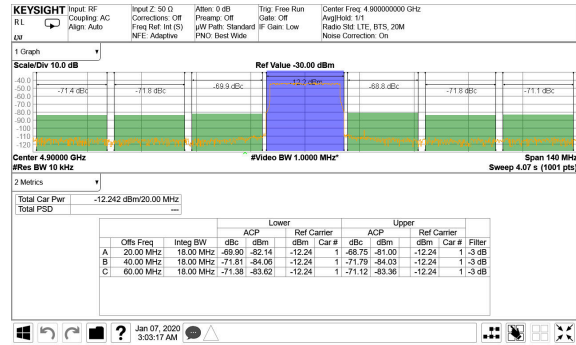 KEYSIGHT Input: RF Input Z: 50 Ω Atten: 0 dB Trig: Free Run Center Freq: 4.900000000 GHz
RL Coupling: AC Corrections: Off Preamp: Off Gate: Off Avg|Hold: 1/1
Align: Auto Freq Ref: Int (S) µW Path: Standard IF Gain: Low Radio Std: LTE, BTS, 20M
LXI NFE: Adaptive PNO: Best Wide Noise Correction: On
1 Graph
Scale/Div 10.0 dB Ref Value -30.00 dBm
-40.0
-50.0
-60.0
-70.0
-80.0
-90.0
-100
-110
-120
-71.4 dBc -71.8 dBc -69.9 dBc -12.2 dBm -68.8 dBc -71.8 dBc -71.1 dBc
Center 4.90000 GHz #Video BW 1.0000 MHz* Span 140 MHz
#Res BW 10 kHz Sweep 4.07 s (1001 pts)
2 Metrics
Total Car Pwr -12.242 dBm/20.00 MHz
Total PSD ---
Lower Upper
ACP Ref Carrier ACP Ref Carrier
Offs Freq Integ BW dBc dBm dBm Car # dBc dBm dBm Car # Filter
A 20.00 MHz 18.00 MHz -69.90 -82.14 -12.24 1 -68.75 -81.00 -12.24 1 -3 dB
B 40.00 MHz 18.00 MHz -71.81 -84.06 -12.24 1 -71.79 -84.03 -12.24 1 -3 dB
C 60.00 MHz 18.00 MHz -71.38 -83.62 -12.24 1 -71.12 -83.36 -12.24 1 -3 dB
? Jan 07, 2020
3:03:17 AM